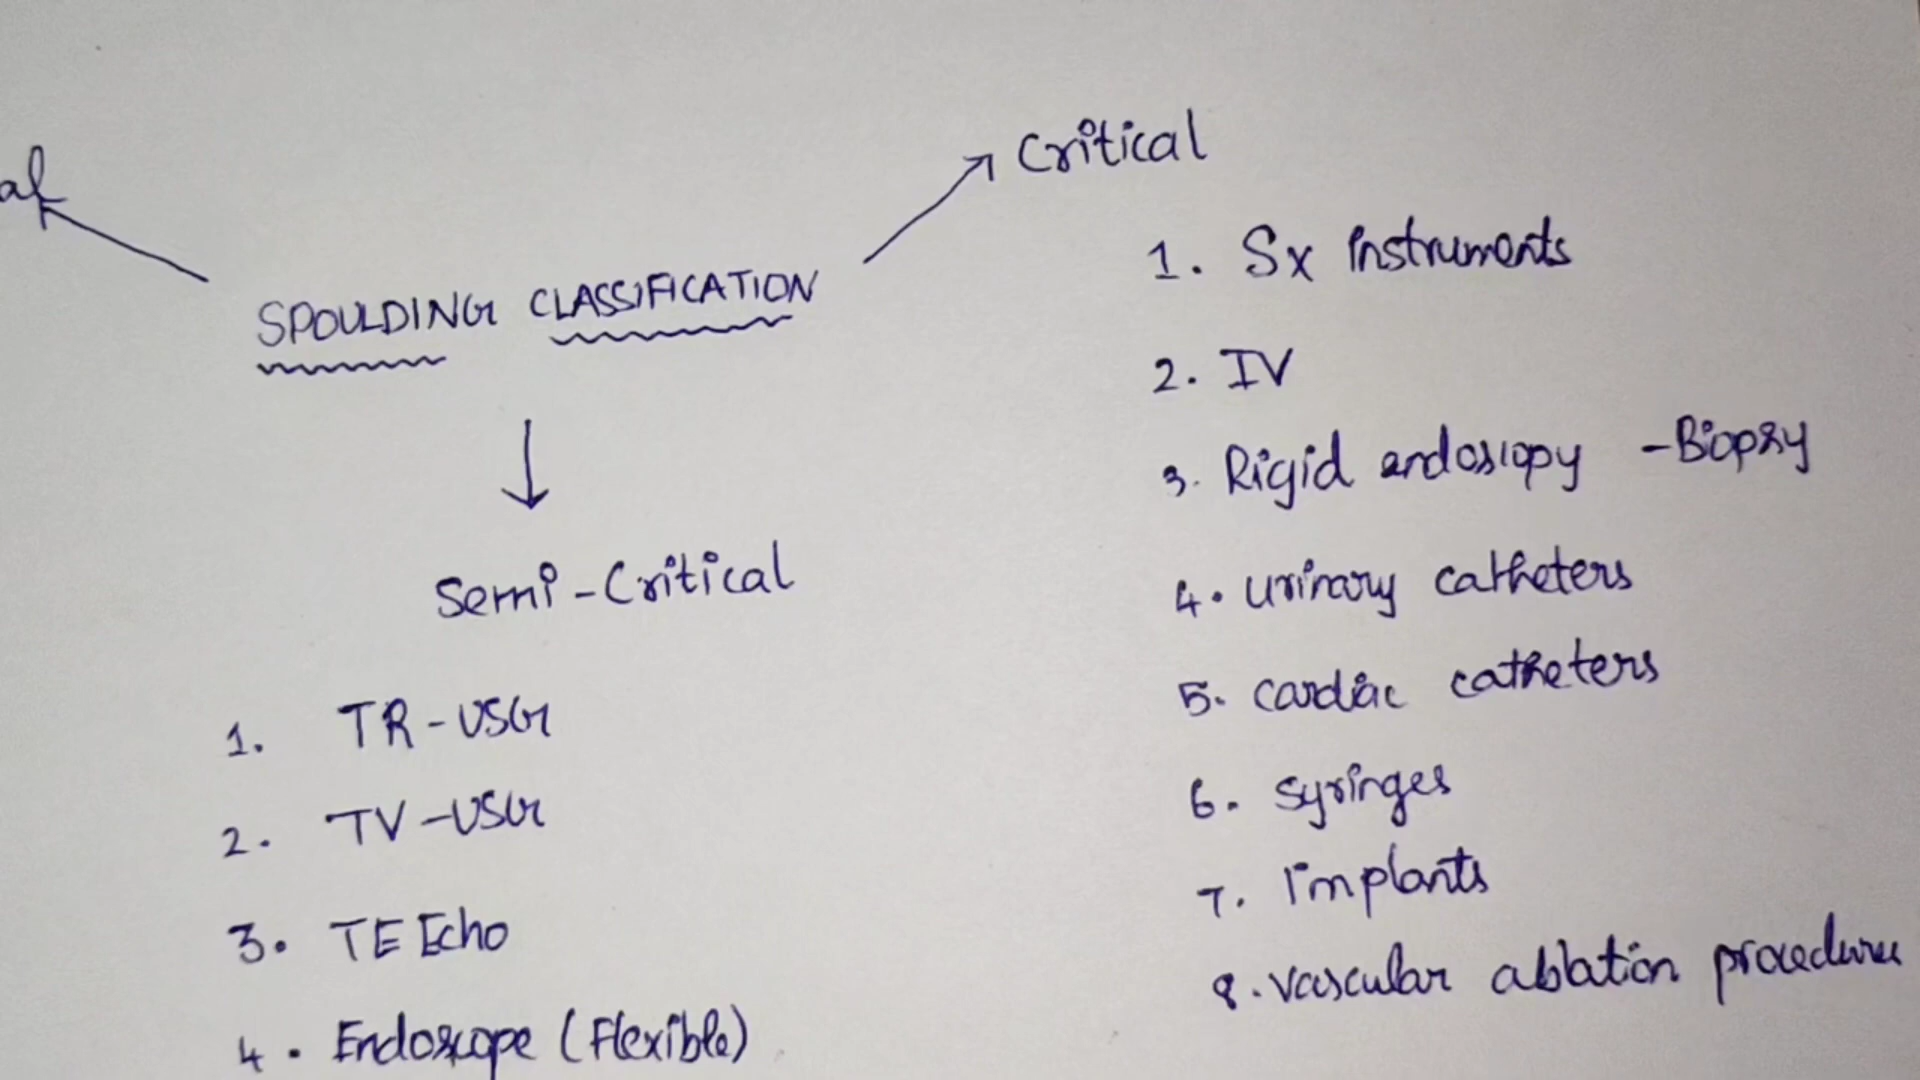 Critical
SPOULDING CLASSIFICATION
1. Sx Instruments
2. IV
3. Rigid endoscopy - Biopsy
4. Urinary catheters
5. Cardiac catheters
6. Syringes
7. Implants
8. Vascular ablation procedures
Semi-Critical
1. TR-USG
2. TV-USG
3. TE Echo
4. Endoscope (Flexible)